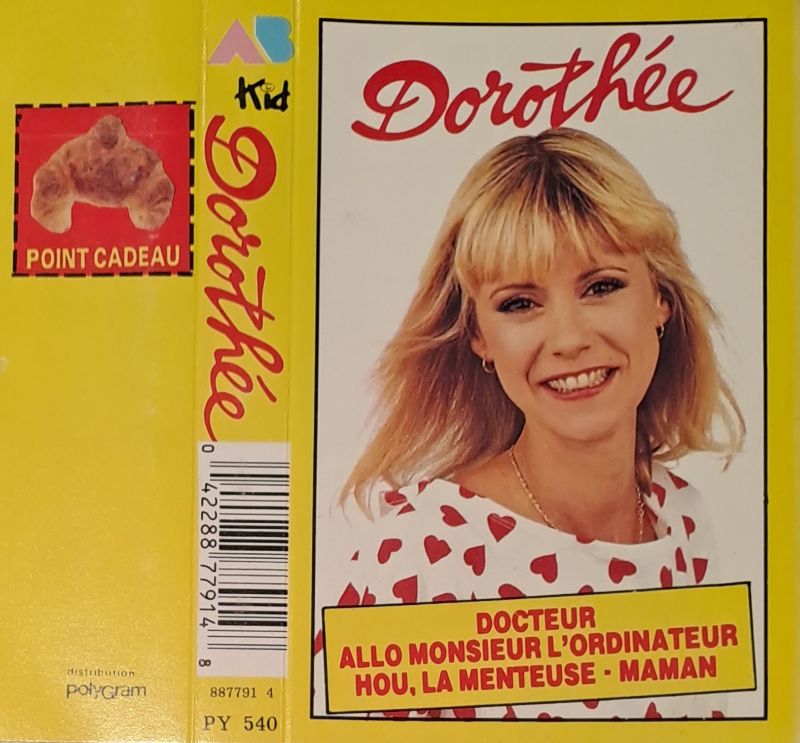 POINT CADEAU
distribution
polyGram
AB
Kid
Dorothée
0 42288 77914 8
887791 4
PY 540
Dorothée
DOCTEUR
ALLO MONSIEUR L'ORDINATEUR
HOU, LA MENTEUSE - MAMAN